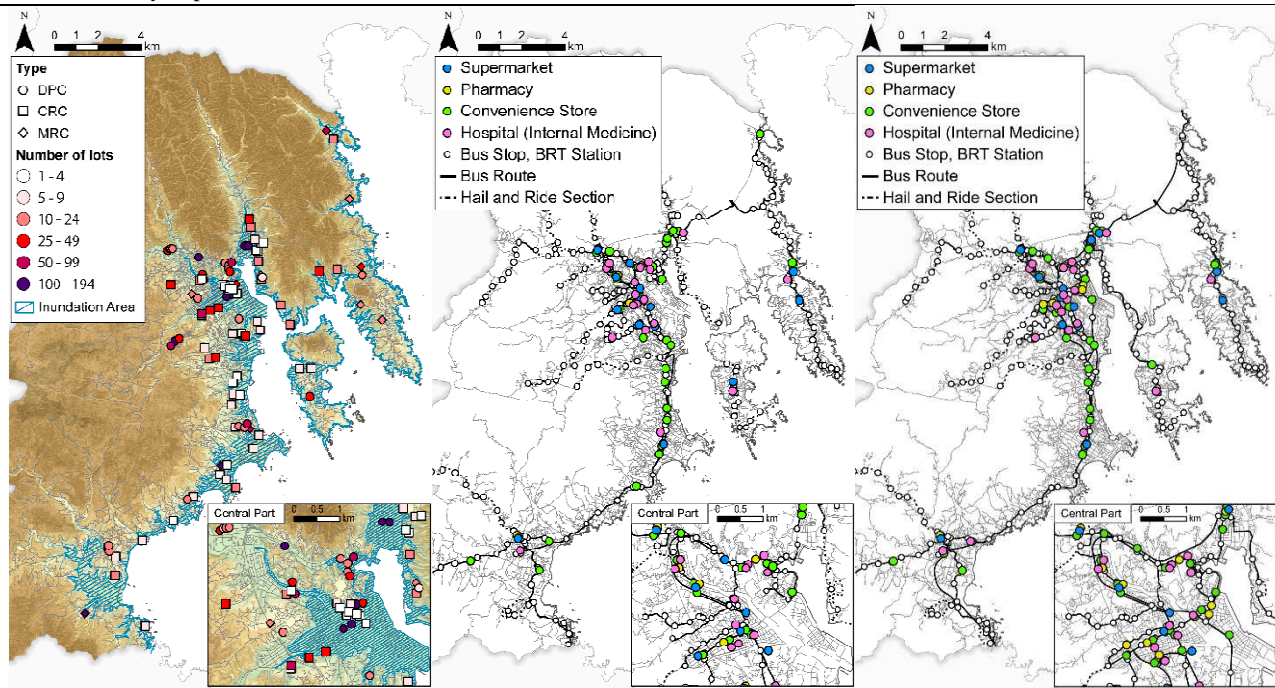 N
0 2 4
km
Type
DPC
CRC
MRC
Number of lots
1 - 4
5 - 9
10 - 24
25 - 49
50 - 99
100 - 194
Inundation Area
Central Part
0 0.5 1
km
N
0 2 4
km
Supermarket
Pharmacy
Convenience Store
Hospital (Internal Medicine)
Bus Stop, BRT Station
Bus Route
Hail and Ride Section
Central Part
0 0.5 1
km
N
0 2 4
km
Supermarket
Pharmacy
Convenience Store
Hospital (Internal Medicine)
Bus Stop, BRT Station
Bus Route
Hail and Ride Section
Central Part
0 0.5 1
km